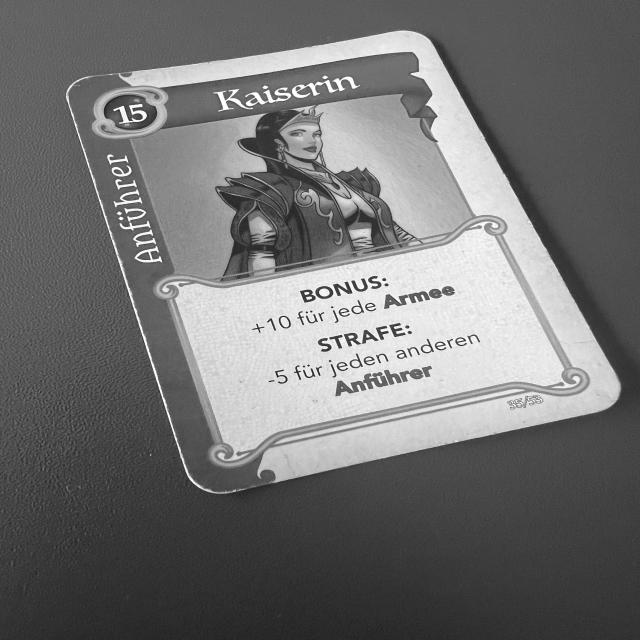 15
Kaiserin
Anführer
BONUS:
+10 für jede Armee
STRAFE:
-5 für jeden anderen
Anführer